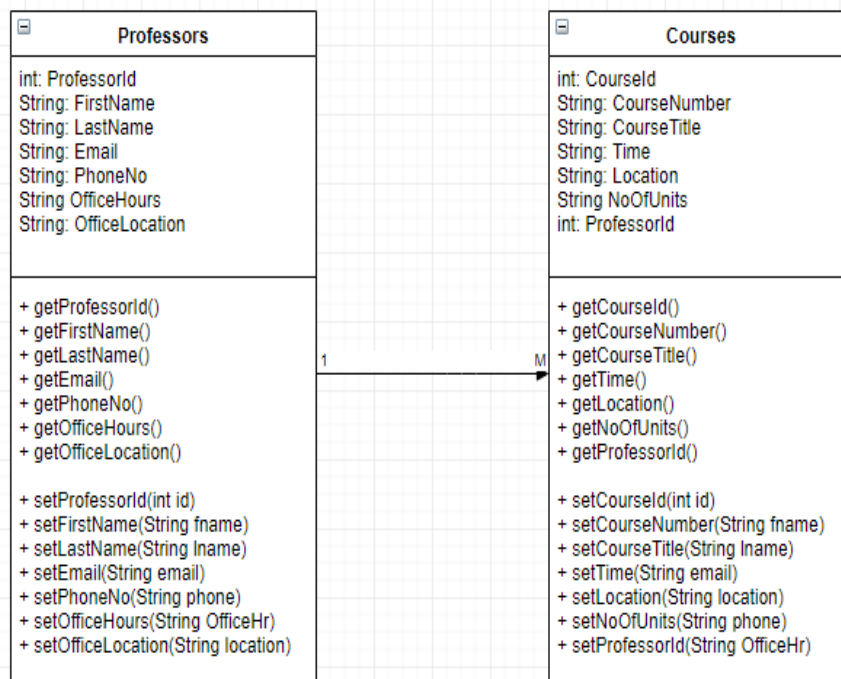 Professors
int: ProfessorId
String: FirstName
String: LastName
String: Email
String: PhoneNo
String OfficeHours
String: OfficeLocation
+ getProfessorId()
+ getFirstName()
+ getLastName()
+ getEmail()
+ getPhoneNo()
+ getOfficeHours()
+ getOfficeLocation()
+ setProfessorId(int id)
+ setFirstName(String fname)
+ setLastName(String lname)
+ setEmail(String email)
+ setPhoneNo(String phone)
+ setOfficeHours(String OfficeHr)
+ setOfficeLocation(String location)
1
M
Courses
int: CourseId
String: CourseNumber
String: CourseTitle
String: Time
String: Location
String NoOfUnits
int: ProfessorId
+ getCourseId()
+ getCourseNumber()
+ getCourseTitle()
+ getTime()
+ getLocation()
+ getNoOfUnits()
+ getProfessorId()
+ setCourseId(int id)
+ setCourseNumber(String fname)
+ setCourseTitle(String lname)
+ setTime(String email)
+ setLocation(String location)
+ setNoOfUnits(String phone)
+ setProfessorId(String OfficeHr)